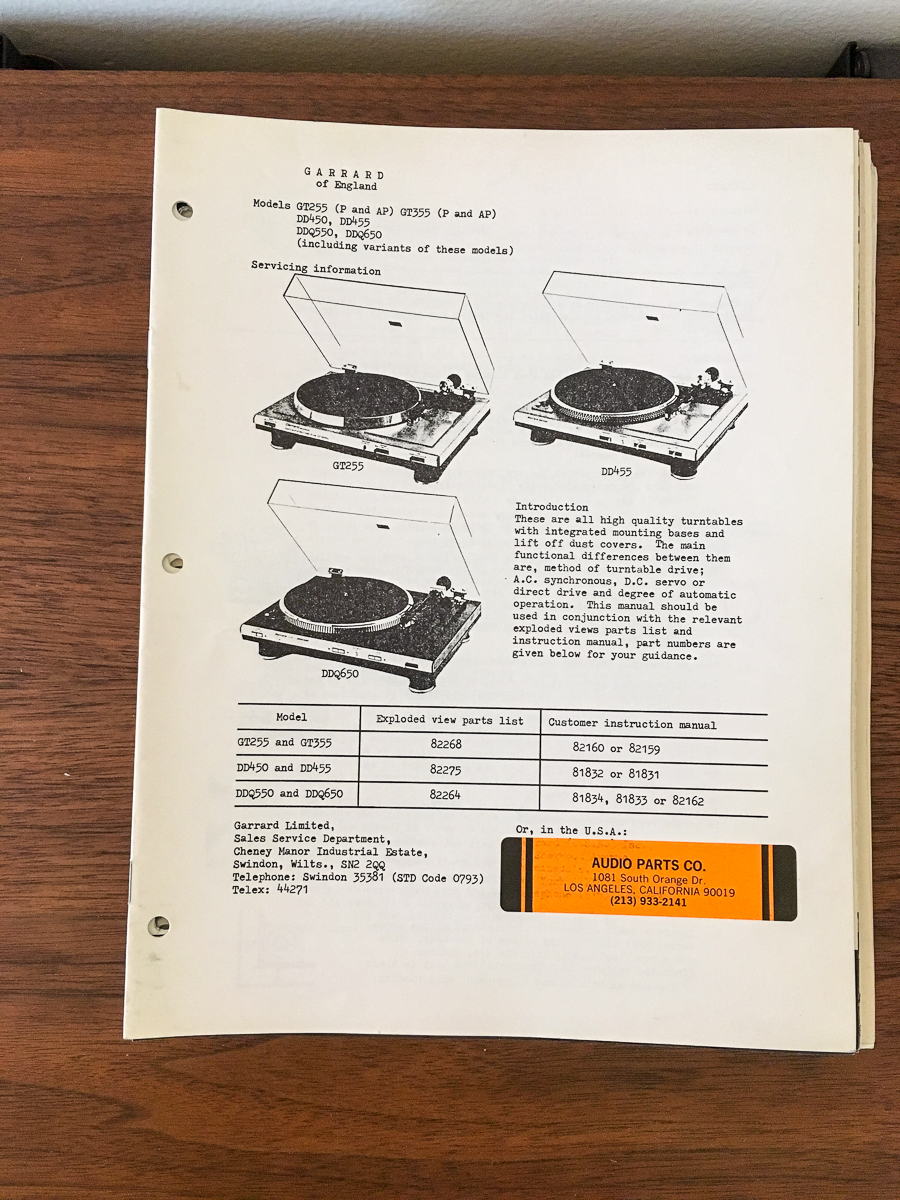 G A R R A R D
of England
Models GT255 (P and AP) GT355 (P and AP)
DD450, DD455
DDQ550, DDQ650
(including variants of these models)
Servicing information
GT255
DD455
DDQ650
Introduction
These are all high quality turntables
with integrated mounting bases and
lift off dust covers. The main
functional differences between them
are, method of turntable drive;
A.C. synchronous, D.C. servo or
direct drive and degree of automatic
operation. This manual should be
used in conjunction with the relevant
exploded views parts list and
instruction manual, part numbers are
given below for your guidance.
Model Exploded view parts list Customer instruction manual
GT255 and GT355 82268 82160 or 82159
DD450 and DD455 82275 81832 or 81831
DDQ550 and DDQ650 82264 81834, 81833 or 82162
Garrard Limited,
Sales Service Department,
Cheney Manor Industrial Estate,
Swindon, Wilts., SN2 2QQ
Telephone: Swindon 35381 (STD Code 0793)
Telex: 44271
Or, in the U.S.A.:
AUDIO PARTS CO.
1081 South Orange Dr.
LOS ANGELES, CALIFORNIA 90019
(213) 933-2141